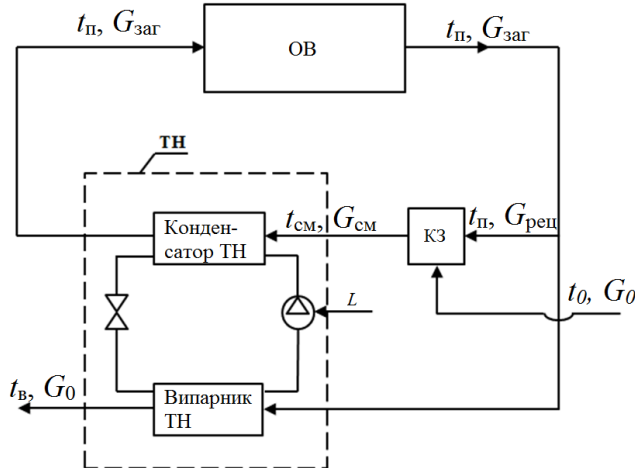 tп, Gзаг
ОВ
tп, Gзаг
ТН
Конден-
сатор ТН
tсм, Gсм
КЗ
tп, Gрец
L
t0, G0
tв, G0
Випарник
ТН